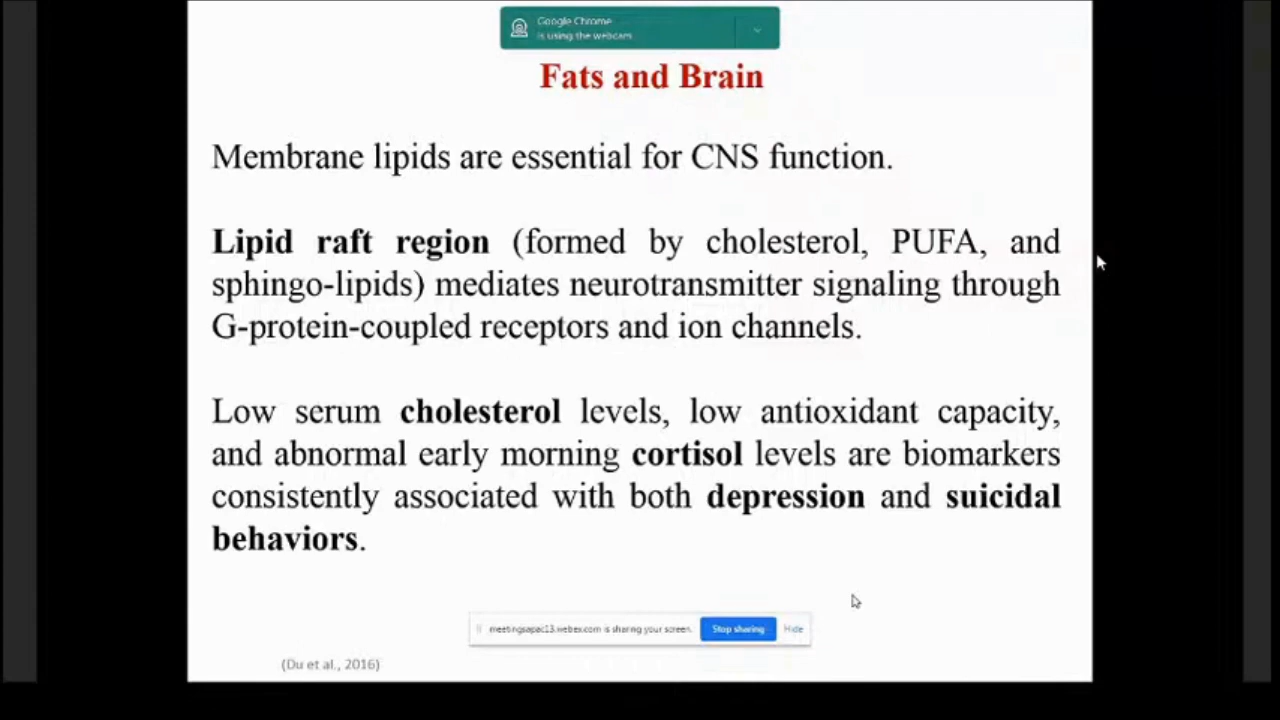 Google Chrome
is using the webcam
Fats and Brain
Membrane lipids are essential for CNS function.
Lipid raft region (formed by cholesterol, PUFA, and
sphingo-lipids) mediates neurotransmitter signaling through
G-protein-coupled receptors and ion channels.
Low serum cholesterol levels, low antioxidant capacity,
and abnormal early morning cortisol levels are biomarkers
consistently associated with both depression and suicidal
behaviors.
meetingsapac13.webex.com is sharing your screen. Stop sharing Hide
(Du et al., 2016)